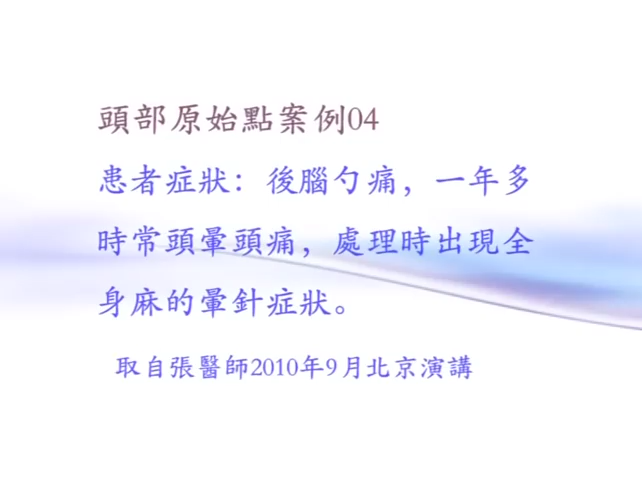 頭部原始點案例04
患者症狀：後腦勺痛，一年多
時常頭暈頭痛，處理時出現全
身麻的暈針症狀。
取自張醫師2010年9月北京演講